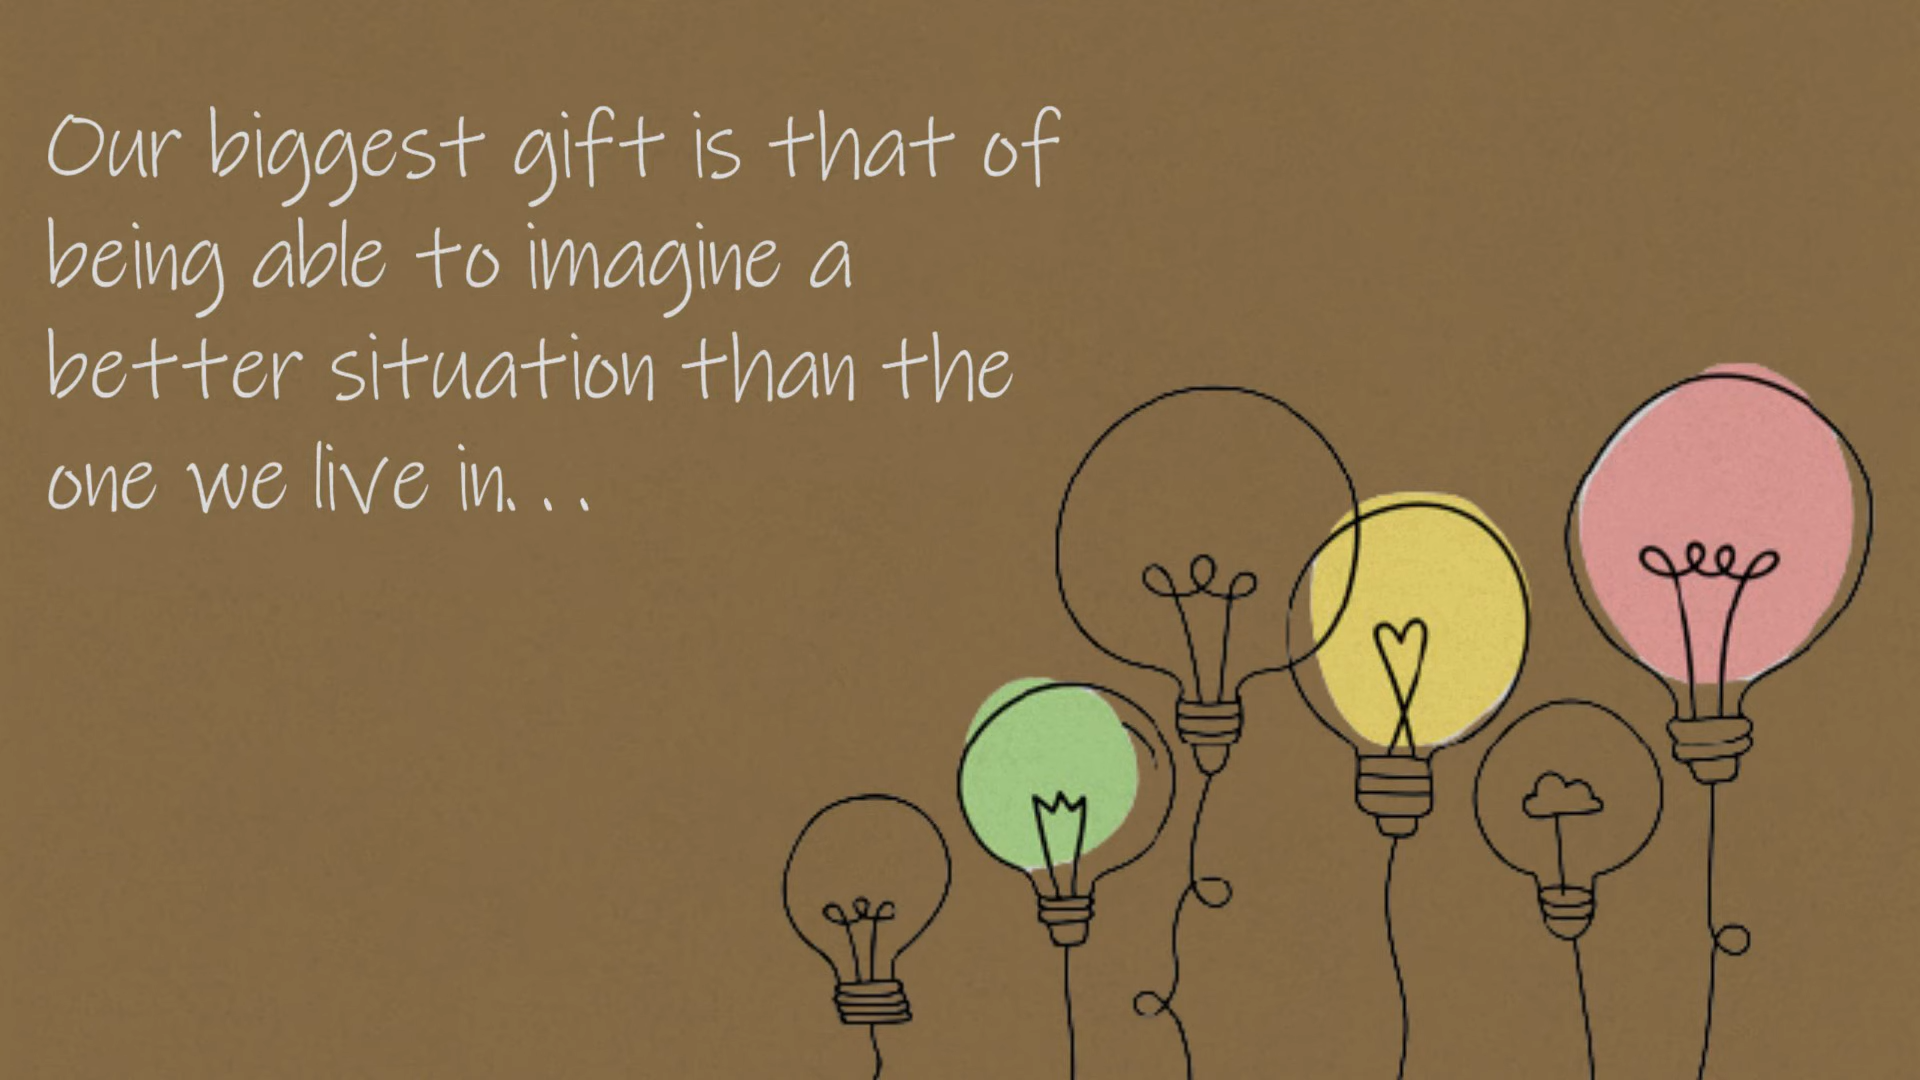 Our biggest gift is that of
being able to imagine a
better situation than the
one we live in...